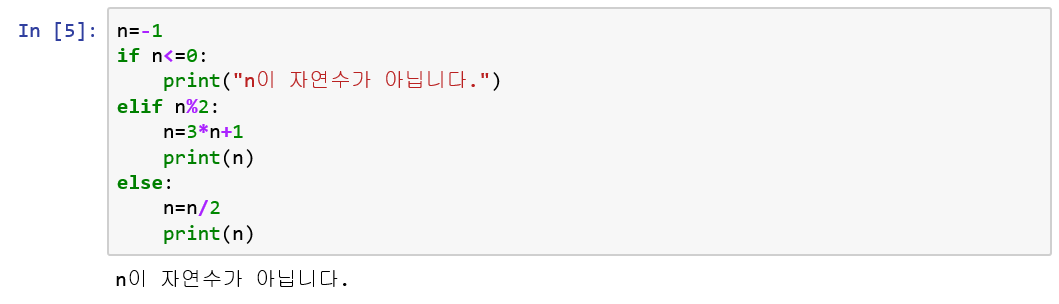 In [5]: n=-1
if n<=0:
    print("n이 자연수가 아닙니다.")
elif n%2:
    n=3*n+1
    print(n)
else:
    n=n/2
    print(n)
n이 자연수가 아닙니다.